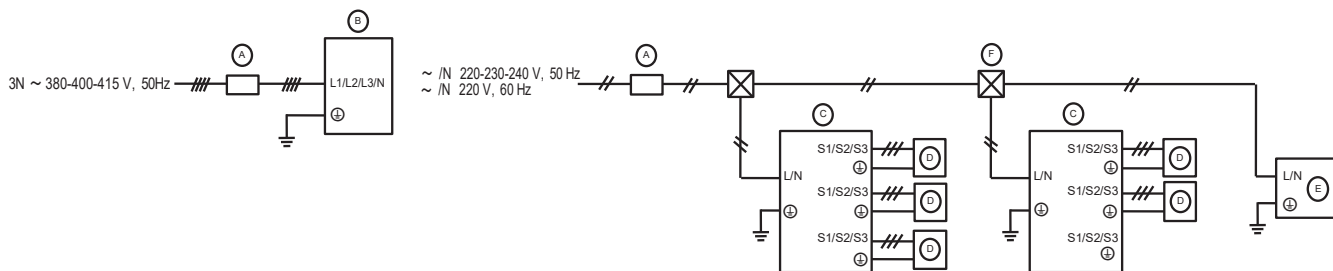 B
A
3N ~ 380-400-415 V, 50Hz
L1/L2/L3/N
~ /N 220-230-240 V, 50 Hz
~ /N 220 V, 60 Hz
A
F
C
S1/S2/S3
D
L/N
S1/S2/S3
D
S1/S2/S3
D
C
S1/S2/S3
D
L/N
S1/S2/S3
D
S1/S2/S3
L/N
E